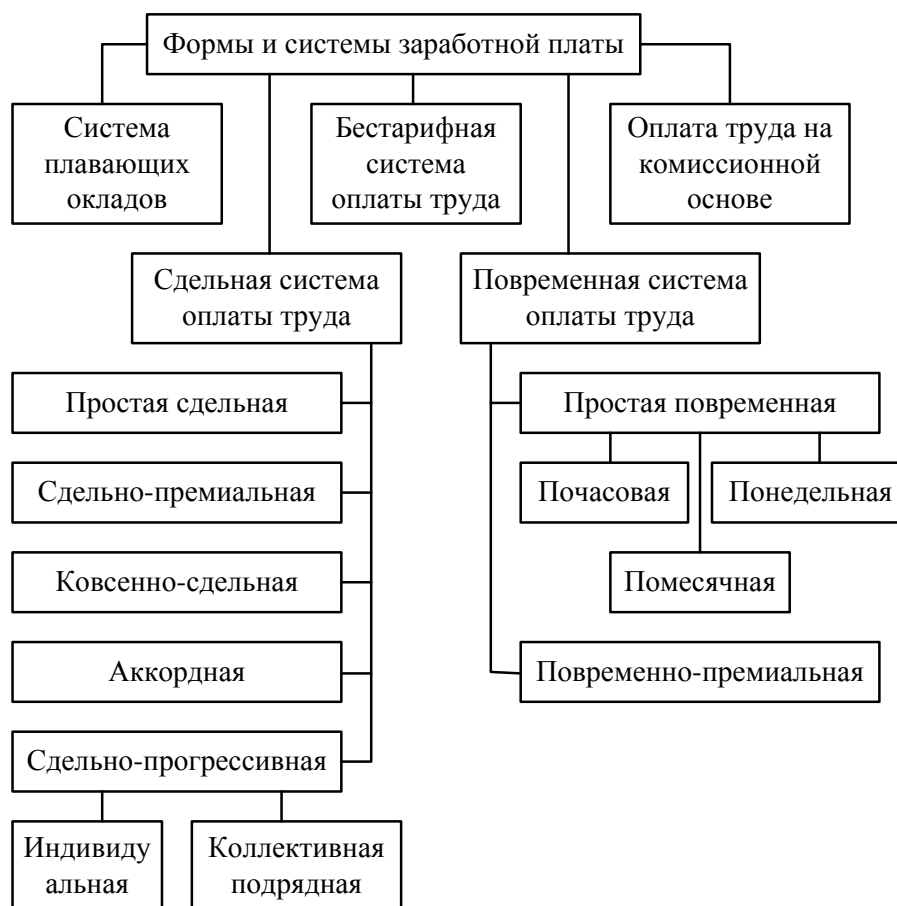 Формы и системы заработной платы
Система
плавающих
окладов
Бестарифная
система
оплаты труда
Оплата труда на
комиссионной
основе
Сдельная система
оплаты труда
Повременная система
оплаты труда
Простая сдельная
Простая повременная
Сдельно-премиальная
Почасовая
Понедельная
Ковсенно-сдельная
Помесячная
Аккордная
Повременно-премиальная
Сдельно-прогрессивная
Индивиду
альная
Коллективная
подрядная